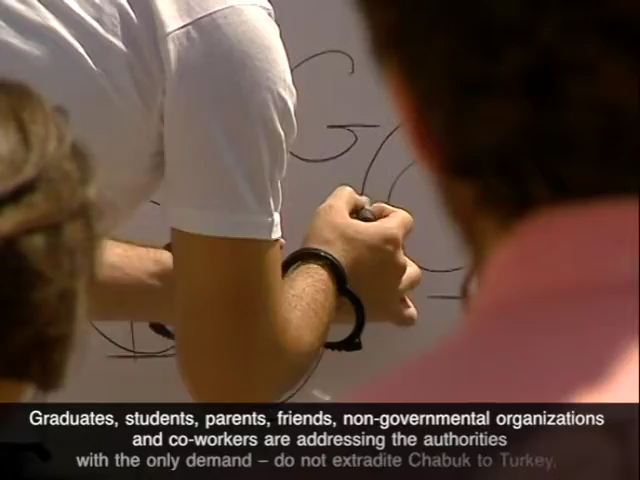 Graduates, students, parents, friends, non-governmental organizations
and co-workers are addressing the authorities
with the only demand – do not extradite Chabuk to Turkey.